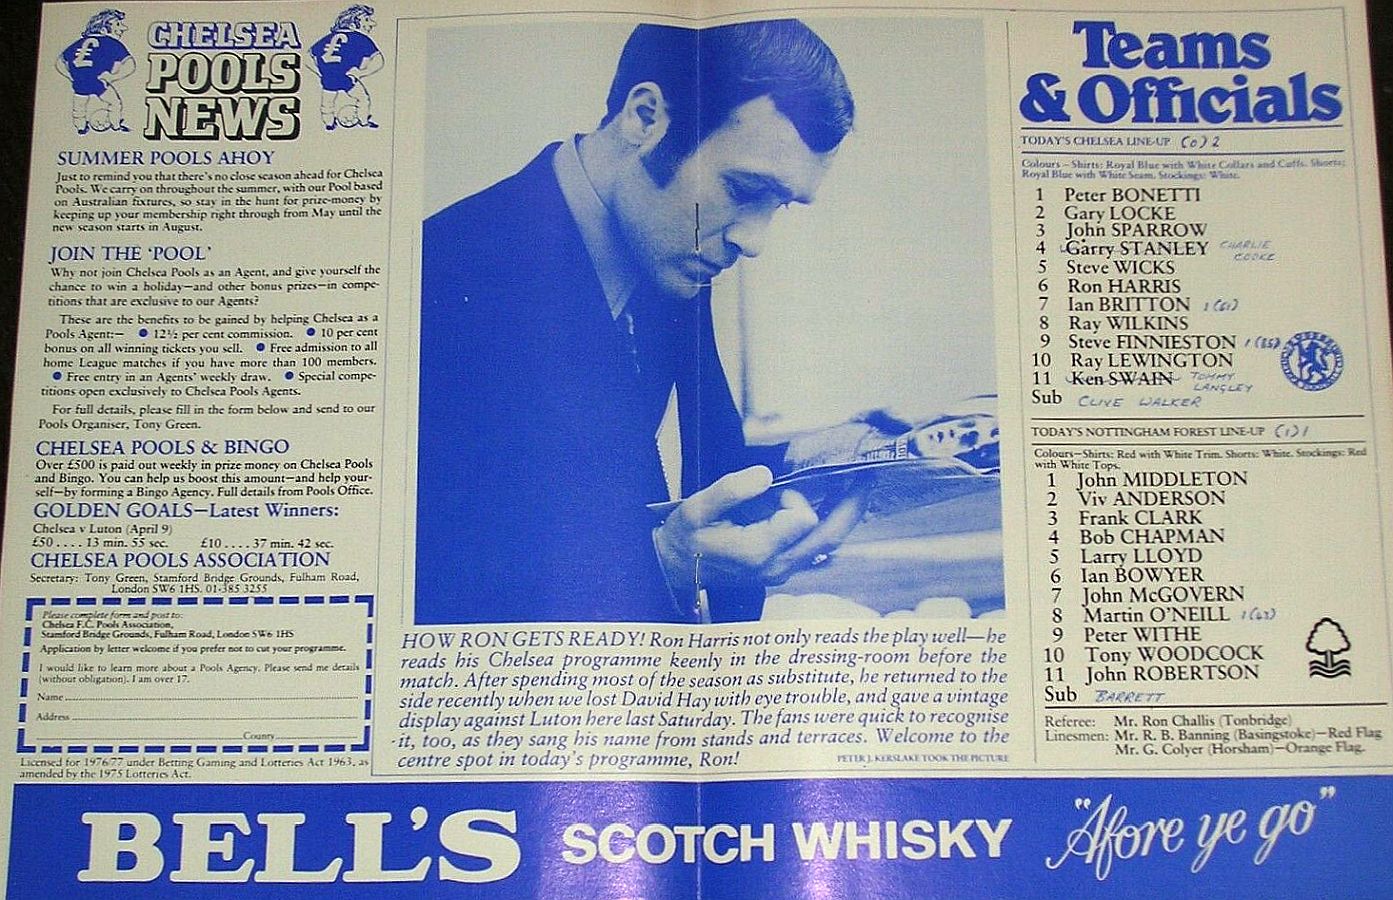 £
£
CHELSEA
POOLS
NEWS
SUMMER POOLS AHOY
Just to remind you that there's no close season ahead for Chelsea
Pools. We carry on throughout the summer, with our Pool based
on Australian fixtures, so stay in the hunt for prize-money by
keeping up your membership right through from May until the
new season starts in August.
JOIN THE 'POOL'
Why not join Chelsea Pools as an Agent, and give yourself the
chance to win a holiday—and other bonus prizes—in compe-
titions that are exclusive to our Agents?
These are the benefits to be gained by helping Chelsea as a
Pools Agent:— ● 12½ per cent commission. ● 10 per cent
bonus on all winning tickets you sell. ● Free admission to all
home League matches if you have more than 100 members.
● Free entry in an Agents' weekly draw. ● Special compe-
titions open exclusively to Chelsea Pools Agents.
For full details, please fill in the form below and send to our
Pools Organiser, Tony Green.
CHELSEA POOLS & BINGO
Over £500 is paid out weekly in prize money on Chelsea Pools
and Bingo. You can help us boost this amount—and help your-
self—by forming a Bingo Agency. Full details from Pools Office.
GOLDEN GOALS—Latest Winners:
Chelsea v Luton (April 9)
£50 .... 13 min. 55 sec. £10 .... 37 min. 42 sec.
CHELSEA POOLS ASSOCIATION
Secretary: Tony Green, Stamford Bridge Grounds, Fulham Road,
London SW6 1HS. 01-385 3255
Please complete form and post to:
Chelsea F.C. Pools Association,
Stamford Bridge Grounds, Fulham Road, London SW6 1HS
Application by letter welcome if you prefer not to cut your programme.
I would like to learn more about a Pools Agency. Please send me details
(without obligation). I am over 17.
Name
Address
County
Licensed for 1976/77 under Betting Gaming and Lotteries Act 1963, as
amended by the 1975 Lotteries Act.
HOW RON GETS READY! Ron Harris not only reads the play well—he
reads his Chelsea programme keenly in the dressing-room before the
match. After spending most of the season as substitute, he returned to the
side recently when we lost David Hay with eye trouble, and gave a vintage
display against Luton here last Saturday. The fans were quick to recognise
it, too, as they sang his name from stands and terraces. Welcome to the
centre spot in today's programme, Ron!
PETER J. KERSLAKE TOOK THE PICTURE
Teams
& Officials
TODAY'S CHELSEA LINE-UP (0) 2
Colours – Shirts: Royal Blue with White Collars and Cuffs. Shorts:
Royal Blue with White Seam. Stockings: White.
1 Peter BONETTI
2 Gary LOCKE
3 John SPARROW
4 Garry STANLEY CHARLIE COOKE
5 Steve WICKS
6 Ron HARRIS
7 Ian BRITTON 1 (61)
8 Ray WILKINS
9 Steve FINNIESTON 1 (85)
10 Ray LEWINGTON
11 Ken SWAIN TOMMY LANGLEY
Sub CLIVE WALKER
TODAY'S NOTTINGHAM FOREST LINE-UP (1) 1
Colours—Shirts: Red with White Trim. Shorts: White. Stockings: Red
with White Tops.
1 John MIDDLETON
2 Viv ANDERSON
3 Frank CLARK
4 Bob CHAPMAN
5 Larry LLOYD
6 Ian BOWYER
7 John McGOVERN
8 Martin O'NEILL 1 (43)
9 Peter WITHE
10 Tony WOODCOCK
11 John ROBERTSON
Sub BARRETT
Referee: Mr. Ron Challis (Tonbridge)
Linesmen: Mr. R. B. Banning (Basingstoke)—Red Flag
Mr. G. Colyer (Horsham)—Orange Flag.
BELL'S SCOTCH WHISKY "Afore ye go"